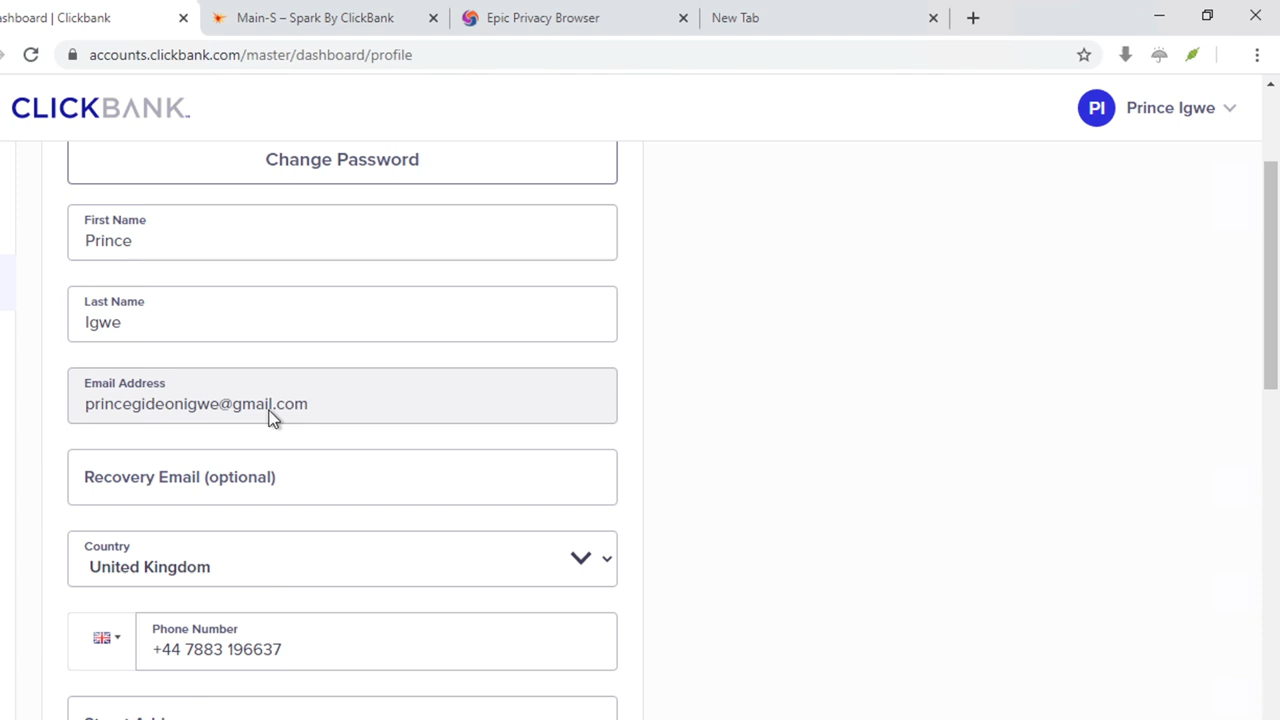 ashboard | Clickbank
Main-S – Spark By ClickBank
Epic Privacy Browser
New Tab
accounts.clickbank.com/master/dashboard/profile
CLICKBANK
PI
Prince Igwe
Change Password
First Name
Prince
Last Name
Igwe
Email Address
princegideonigwe@gmail.com
Recovery Email (optional)
Country
United Kingdom
Phone Number
+44 7883 196637